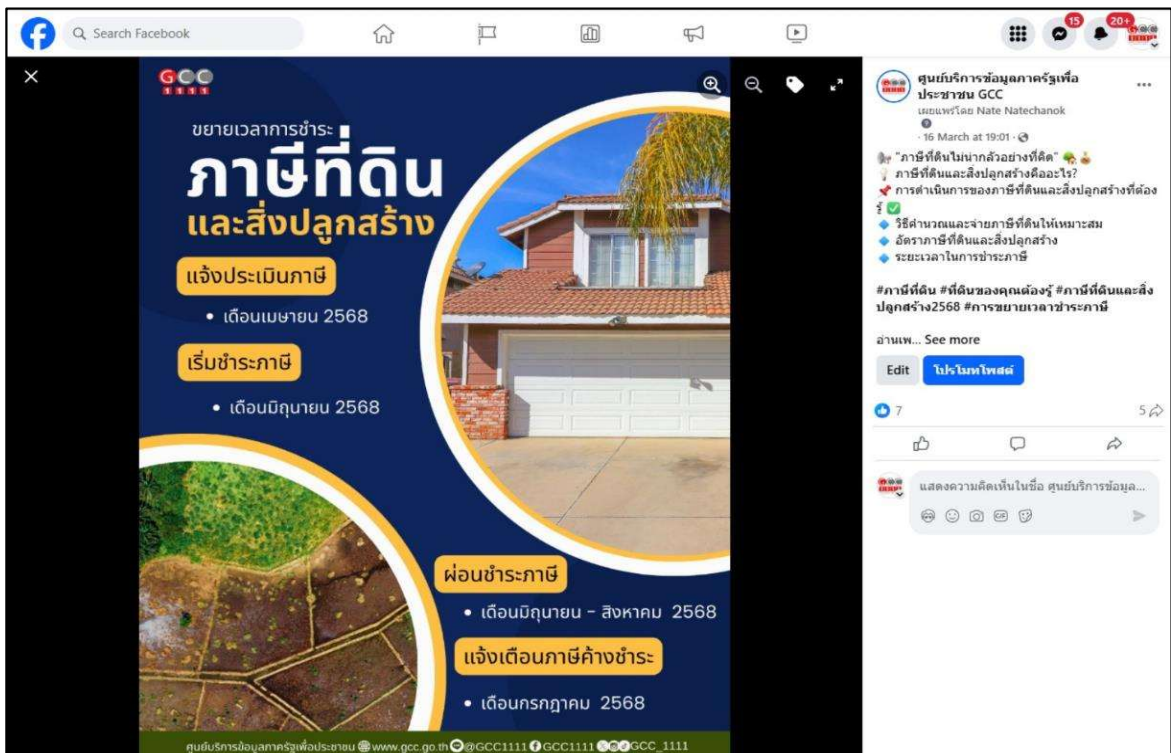 Search Facebook
15
20+
GCC
1111
ขยายเวลาการชำระ
ภาษีที่ดิน
และสิ่งปลูกสร้าง
แจ้งประเมินภาษี
• เดือนเมษายน 2568
เริ่มชำระภาษี
• เดือนมิถุนายน 2568
ผ่อนชำระภาษี
• เดือนมิถุนายน - สิงหาคม 2568
แจ้งเตือนภาษีค้างชำระ
• เดือนกรกฎาคม 2568
ศูนย์บริการข้อมูลภาครัฐเพื่อประชาชน www.gcc.go.th @GCC1111 GCC1111 GCC_1111
ศูนย์บริการข้อมูลภาครัฐเพื่อ
ประชาชน GCC
เผยแพร่โดย Nate Natechanok
· 16 March at 19:01 ·
"ภาษีที่ดินไม่น่ากลัวอย่างที่คิด"
ภาษีที่ดินและสิ่งปลูกสร้างคืออะไร?
การดำเนินการของภาษีที่ดินและสิ่งปลูกสร้างที่ต้อง
รู้
วิธีคำนวณและจ่ายภาษีที่ดินให้เหมาะสม
อัตราภาษีที่ดินและสิ่งปลูกสร้าง
ระยะเวลาในการชำระภาษี
#ภาษีที่ดิน #ที่ดินของคุณต้องรู้ #ภาษีที่ดินและสิ่ง
ปลูกสร้าง2568 #การขยายเวลาชำระภาษี
อ่านเพ... See more
Edit
โปรโมทโพสต์
7
5
แสดงความคิดเห็นในชื่อ ศูนย์บริการข้อมูล...
GIF